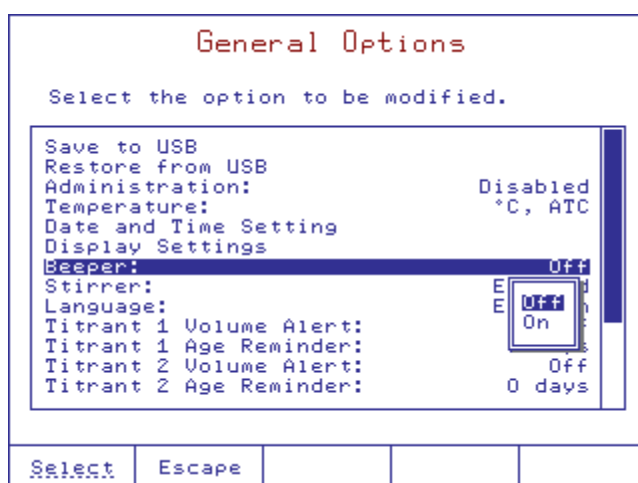 General Options
Select the option to be modified.
Save to USB
Restore from USB
Administration: Disabled
Temperature: °C, ATC
Date and Time Setting
Display Settings
Beeper: Off
Stirrer:
Language:
Off
On
Titrant 1 Volume Alert:
Titrant 1 Age Reminder:
Titrant 2 Volume Alert: Off
Titrant 2 Age Reminder: 0 days
Select Escape